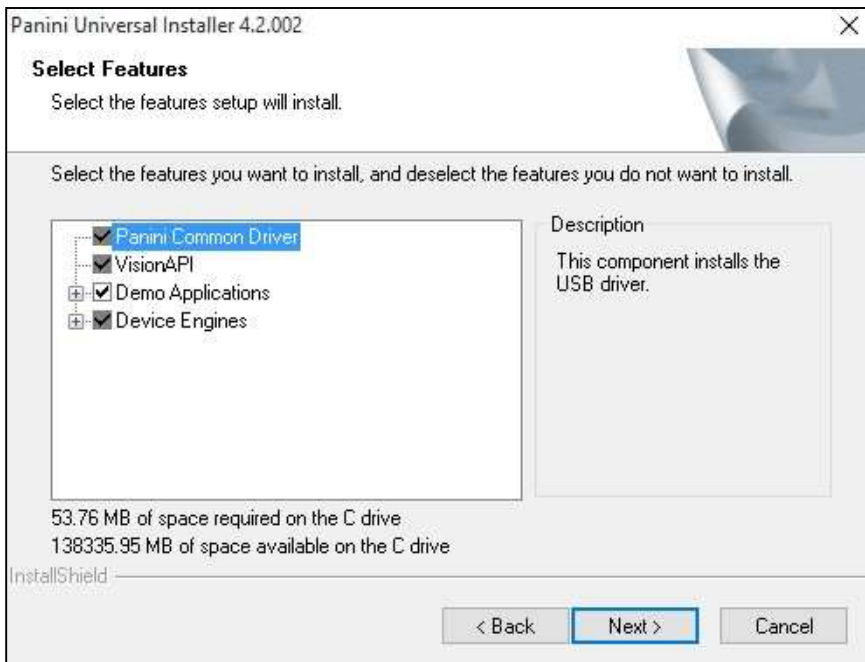 Panini Universal Installer 4.2.002
Select Features
Select the features setup will install.
Select the features you want to install, and deselect the features you do not want to install.
Panini Common Driver
VisionAPI
Demo Applications
Device Engines
Description
This component installs the
USB driver.
53.76 MB of space required on the C drive
138335.95 MB of space available on the C drive
InstallShield
< Back
Next >
Cancel